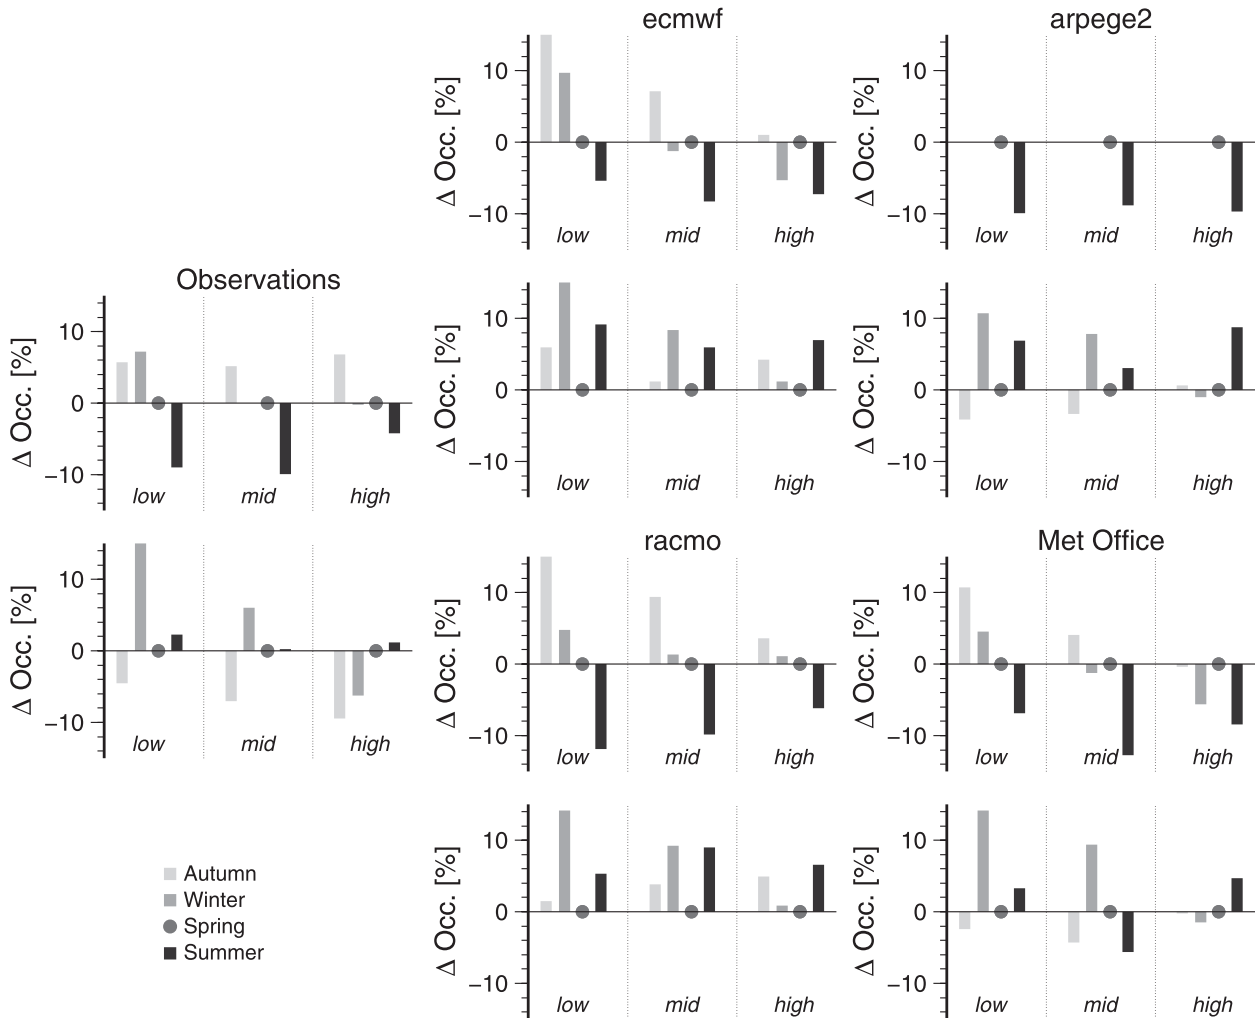 ecmwf
Δ Occ. [%]
10
0
−10
low mid high
arpege2
Δ Occ. [%]
10
0
−10
low mid high
Δ Occ. [%]
10
0
−10
low mid high
Δ Occ. [%]
10
0
−10
low mid high
Observations
Δ Occ. [%]
10
0
−10
low mid high
Δ Occ. [%]
10
0
−10
low mid high
racmo
Δ Occ. [%]
10
0
−10
low mid high
Met Office
Δ Occ. [%]
10
0
−10
low mid high
Δ Occ. [%]
10
0
−10
low mid high
Δ Occ. [%]
10
0
−10
low mid high
Autumn
Winter
Spring
Summer